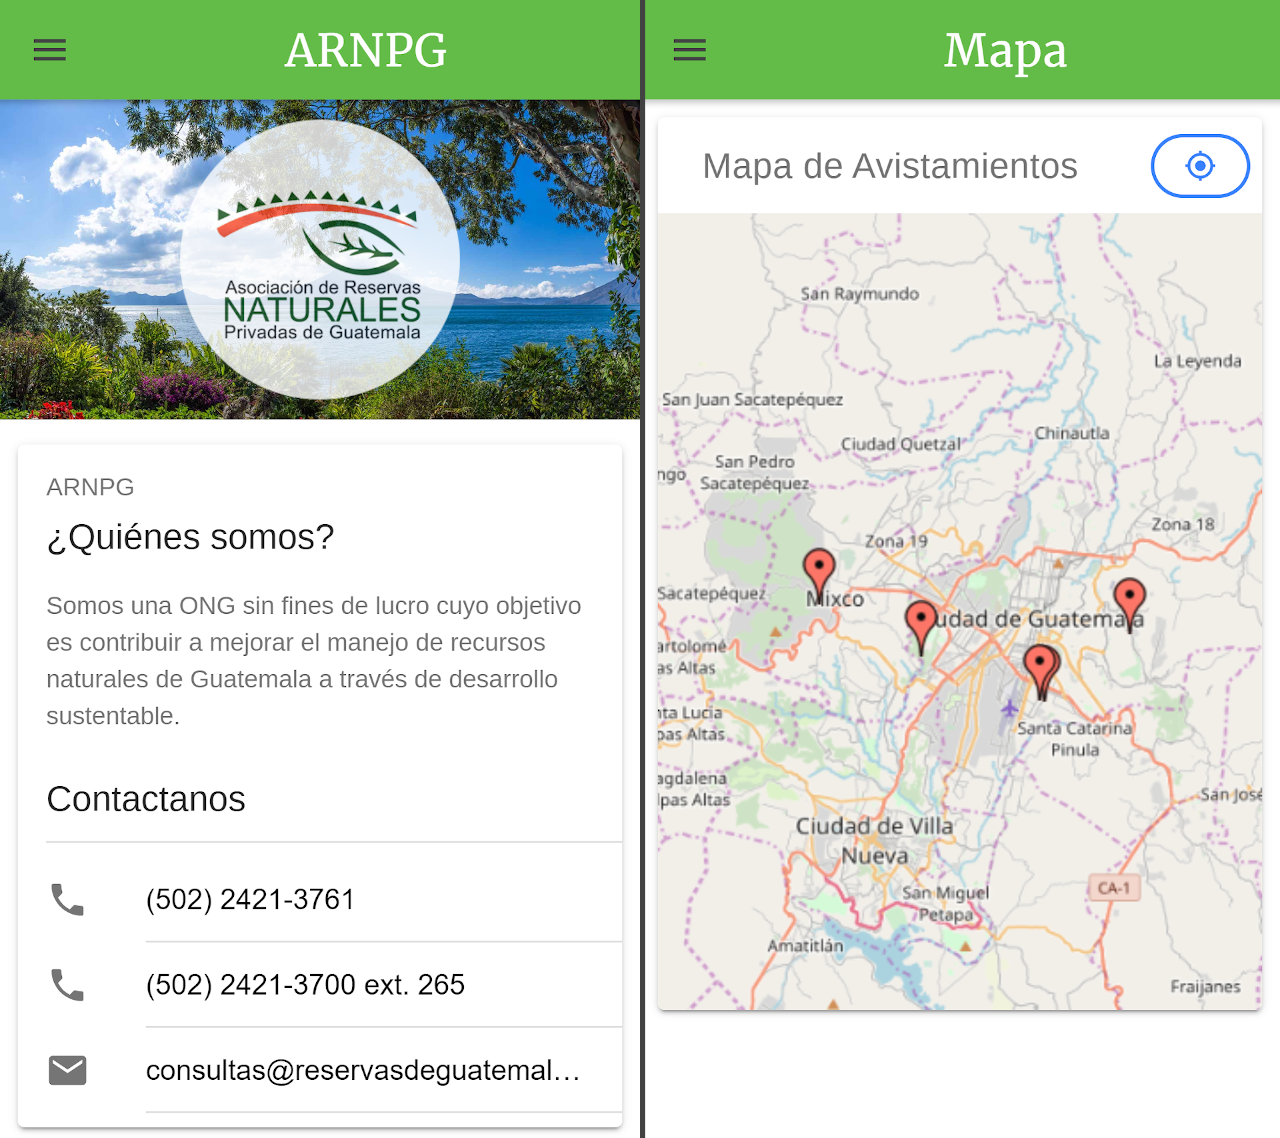 ARNPG
Asociación de Reservas
NATURALES
Privadas de Guatemala
ARNPG
¿Quiénes somos?
Somos una ONG sin fines de lucro cuyo objetivo
es contribuir a mejorar el manejo de recursos
naturales de Guatemala a través de desarrollo
sustentable.
Contactanos
(502) 2421-3761
(502) 2421-3700 ext. 265
consultas@reservasdeguatemal...
Mapa
Mapa de Avistamientos
San Raymundo
La Leyenda
San Juan Sacatepéquez
Chinautla
Ciudad Quetzal
San Pedro
Sacatepéquez
ngo
Zona 18
Zona 19
Sacatepéquez
Mixco
udad de Guatemala
artolomé
as Altas
nta Lucía
pas Altas
Santa Catarina
Pinula
agdalena
lpas Altas
San José
Ciudad de Villa
Nueva
CA-1
San Miguel
Petapa
Amatitlán
Fraijanes